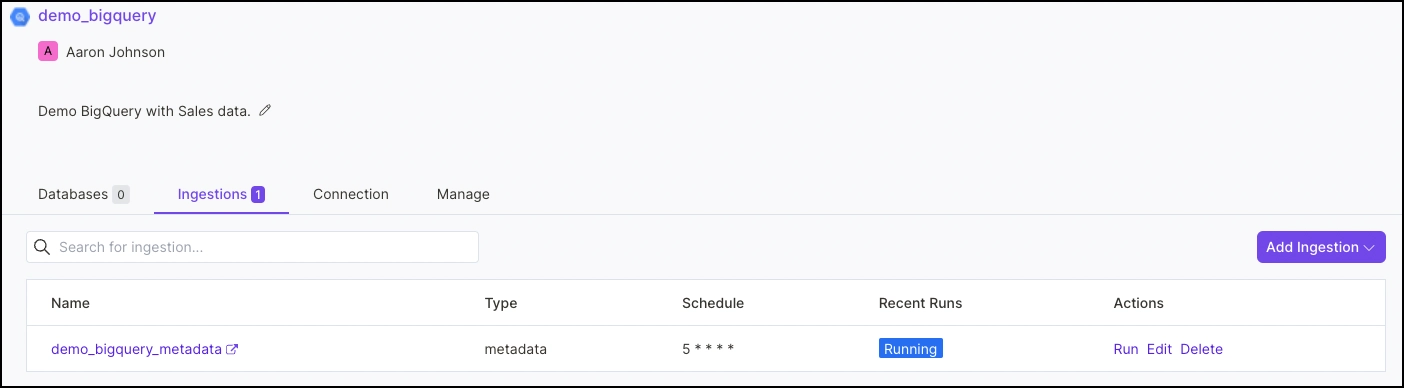 demo_bigquery
A Aaron Johnson
Demo BigQuery with Sales data.
Databases 0 Ingestions 1 Connection Manage
Search for ingestion... Add Ingestion
Name Type Schedule Recent Runs Actions
demo_bigquery_metadata metadata 5 * * * * Running Run Edit Delete